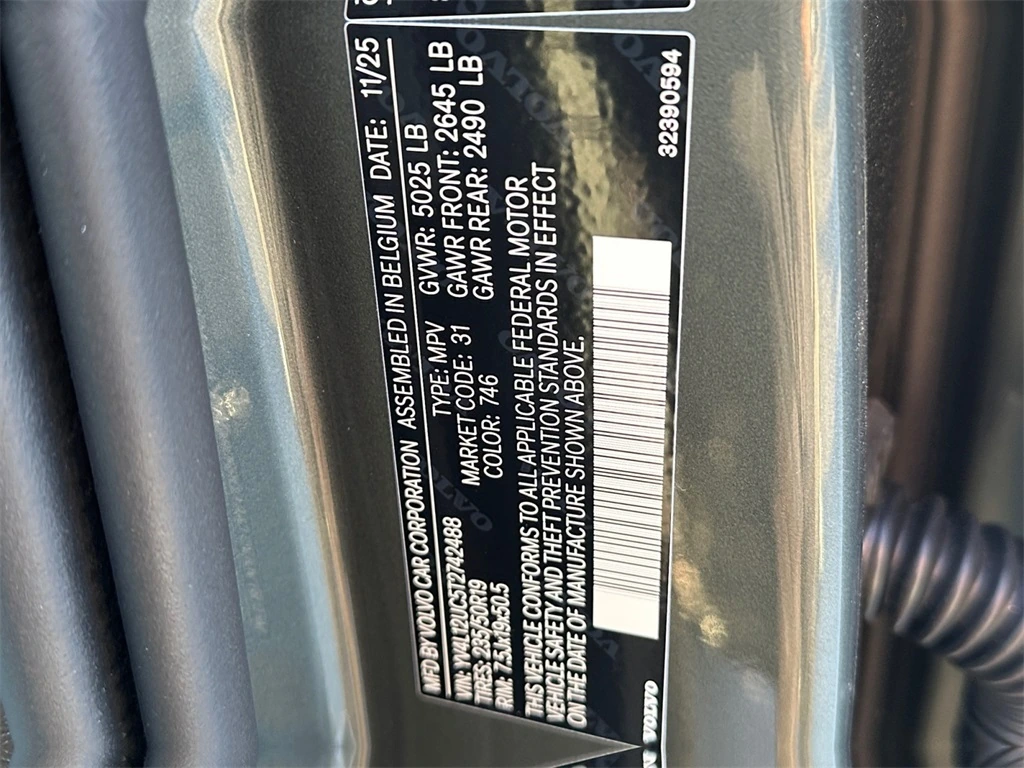 MFD BY VOLVO CAR CORPORATION ASSEMBLED IN BELGIUM DATE: 11/25
VIN: YV4L12UC5T2742488 TYPE: MPV GVWR: 5025 LB
TIRES: 235/50R19 MARKET CODE: 31 GAWR FRONT: 2645 LB
RIM: 7.5Jx19x50.5 COLOR: 746 GAWR REAR: 2490 LB
THIS VEHICLE CONFORMS TO ALL APPLICABLE FEDERAL MOTOR
VEHICLE SAFETY AND THEFT PREVENTION STANDARDS IN EFFECT
ON THE DATE OF MANUFACTURE SHOWN ABOVE.
32390594
VOLVO